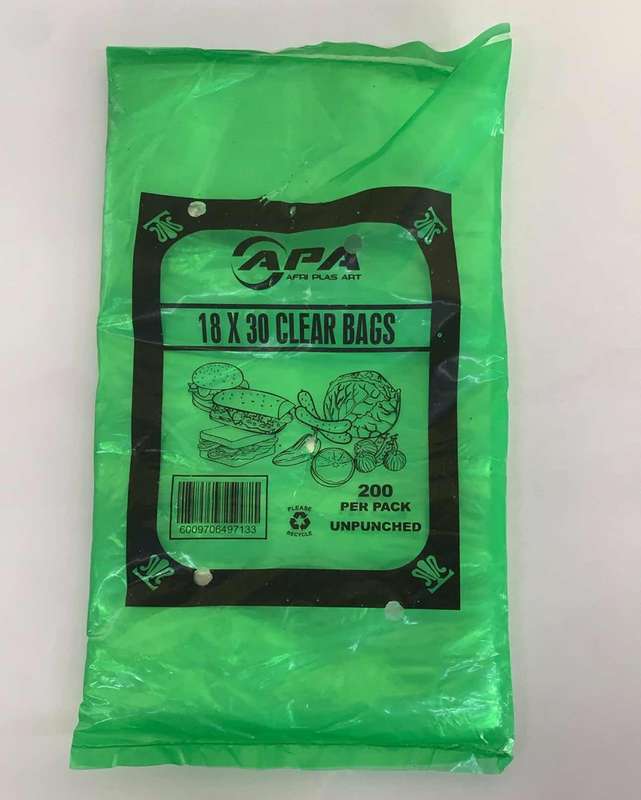 APA
AFRI PLAS ART
18 X 30 CLEAR BAGS
200
PER PACK
UNPUNCHED
PLEASE
RECYCLE
6009706497133